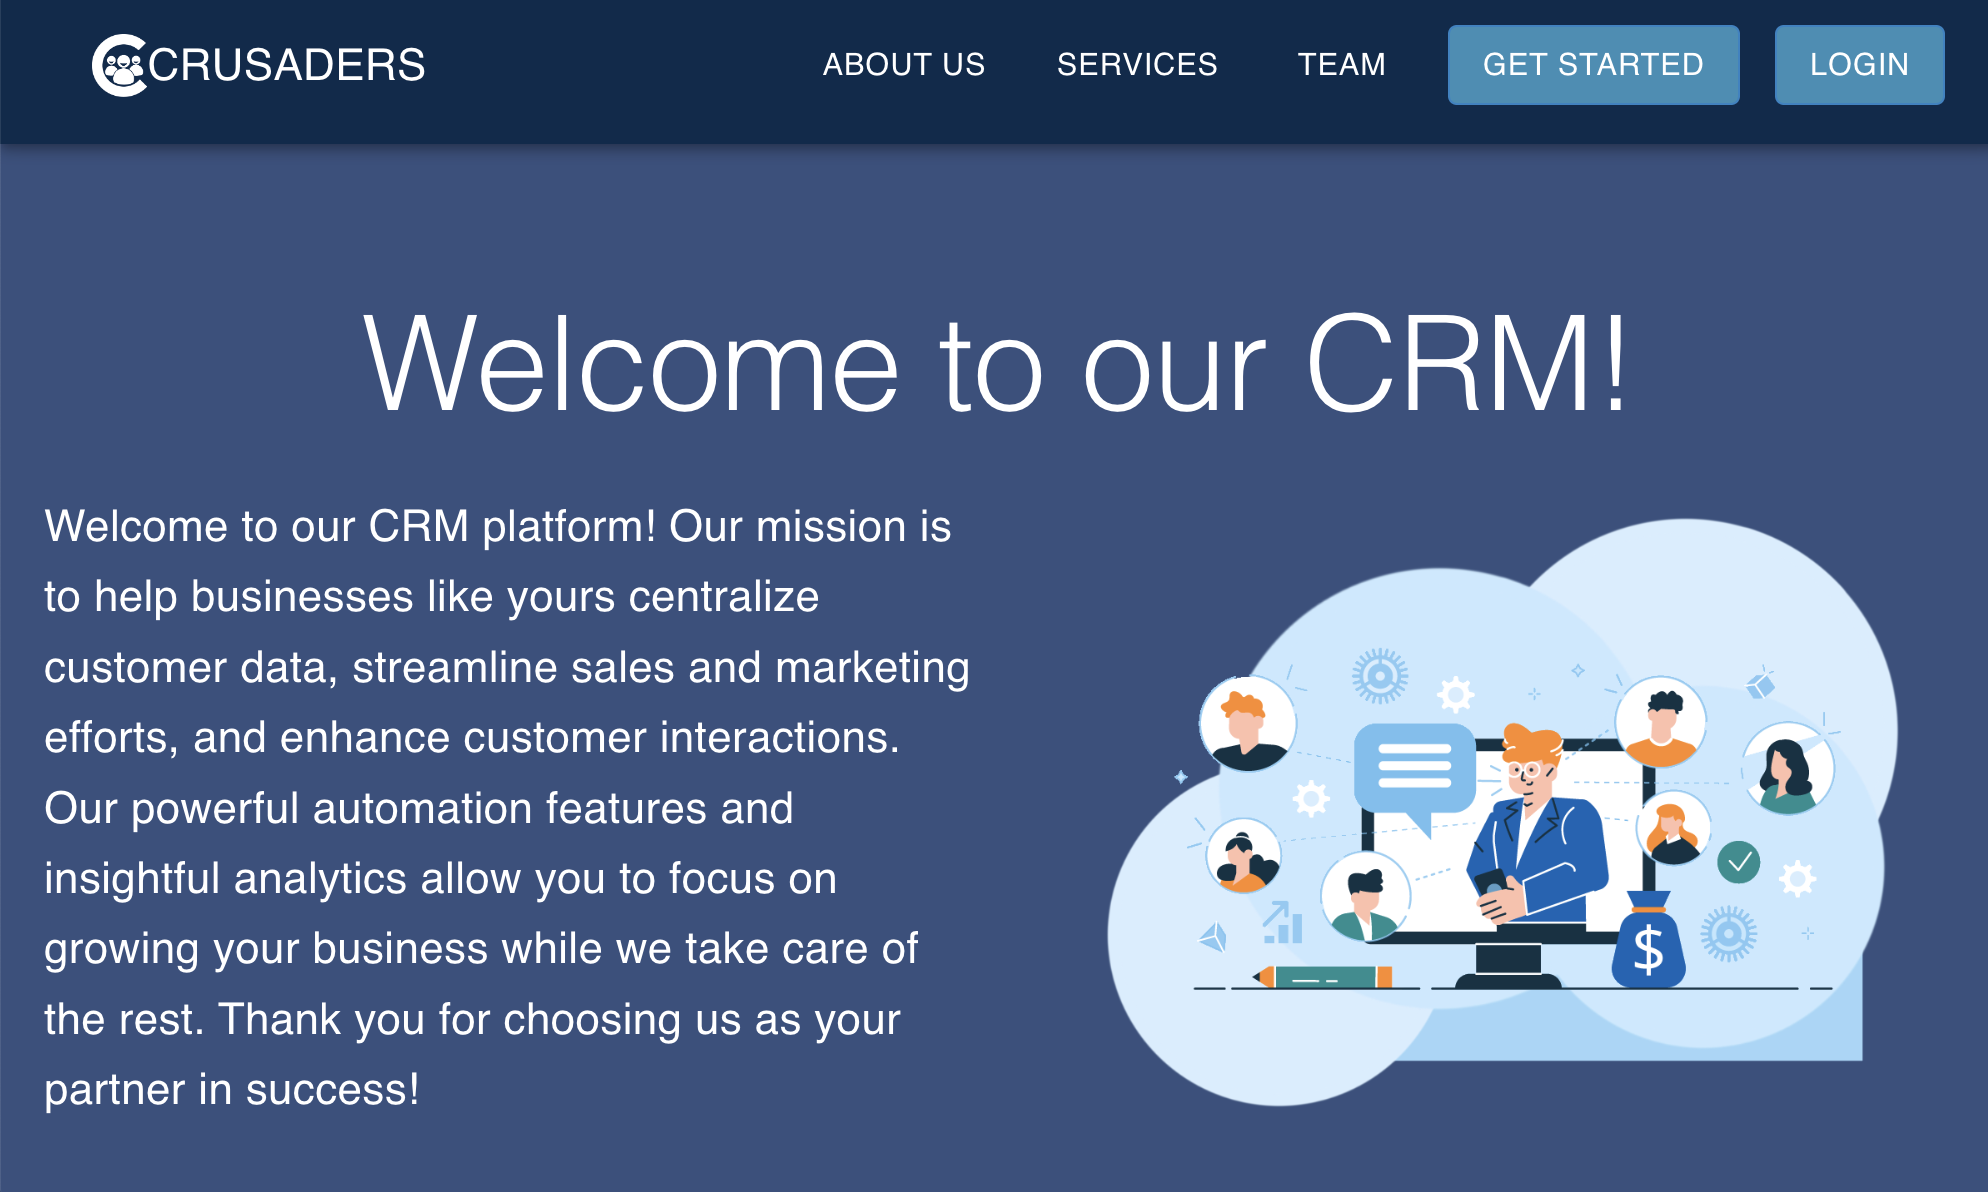 CRUSADERS
ABOUT US
SERVICES
TEAM
GET STARTED
LOGIN
Welcome to our CRM!
Welcome to our CRM platform! Our mission is
to help businesses like yours centralize
customer data, streamline sales and marketing
efforts, and enhance customer interactions.
Our powerful automation features and
insightful analytics allow you to focus on
growing your business while we take care of
the rest. Thank you for choosing us as your
partner in success!
$